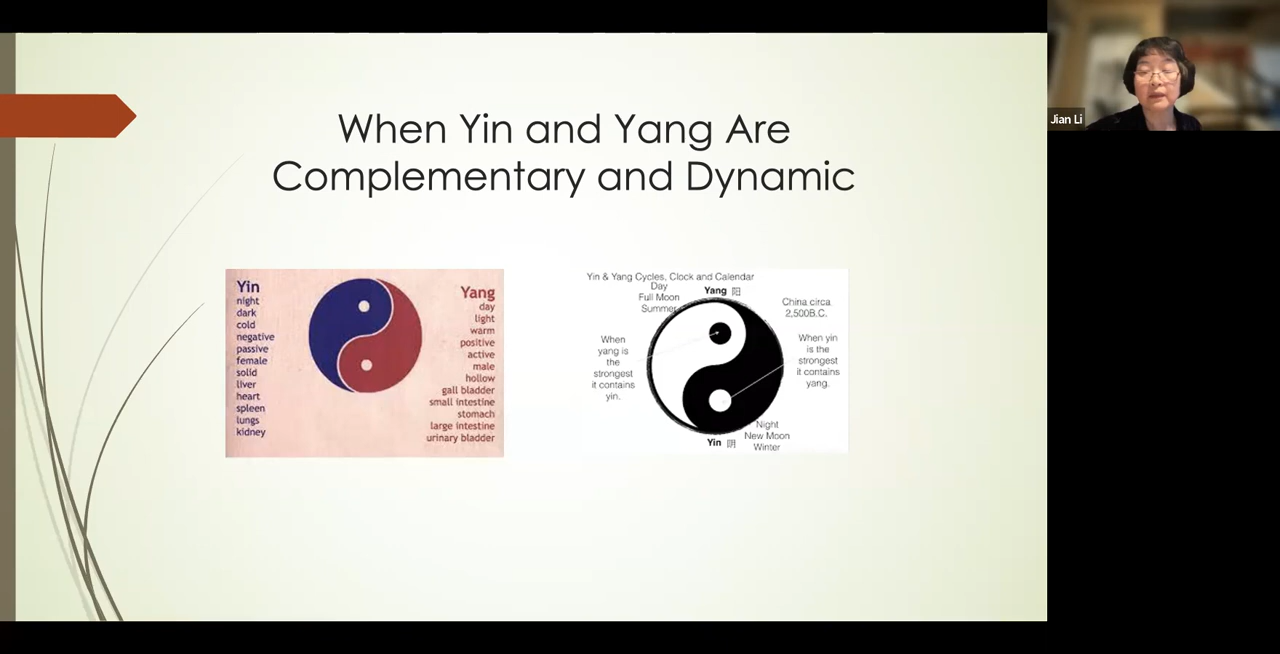 When Yin and Yang Are
Complementary and Dynamic
Yin
night
dark
cold
negative
passive
female
solid
liver
heart
spleen
lungs
kidney
Yang
day
light
warm
positive
active
male
hollow
gall bladder
small intestine
stomach
large intestine
urinary bladder
Yin & Yang Cycles, Clock and Calendar
Day
Full Moon
Summer
Yang 阳
China circa
2,500B.C.
When
yang is
the
strongest
it contains
yin.
When yin
is the
strongest
it contains
yang.
Yin 阴
Night
New Moon
Winter
Jian Li